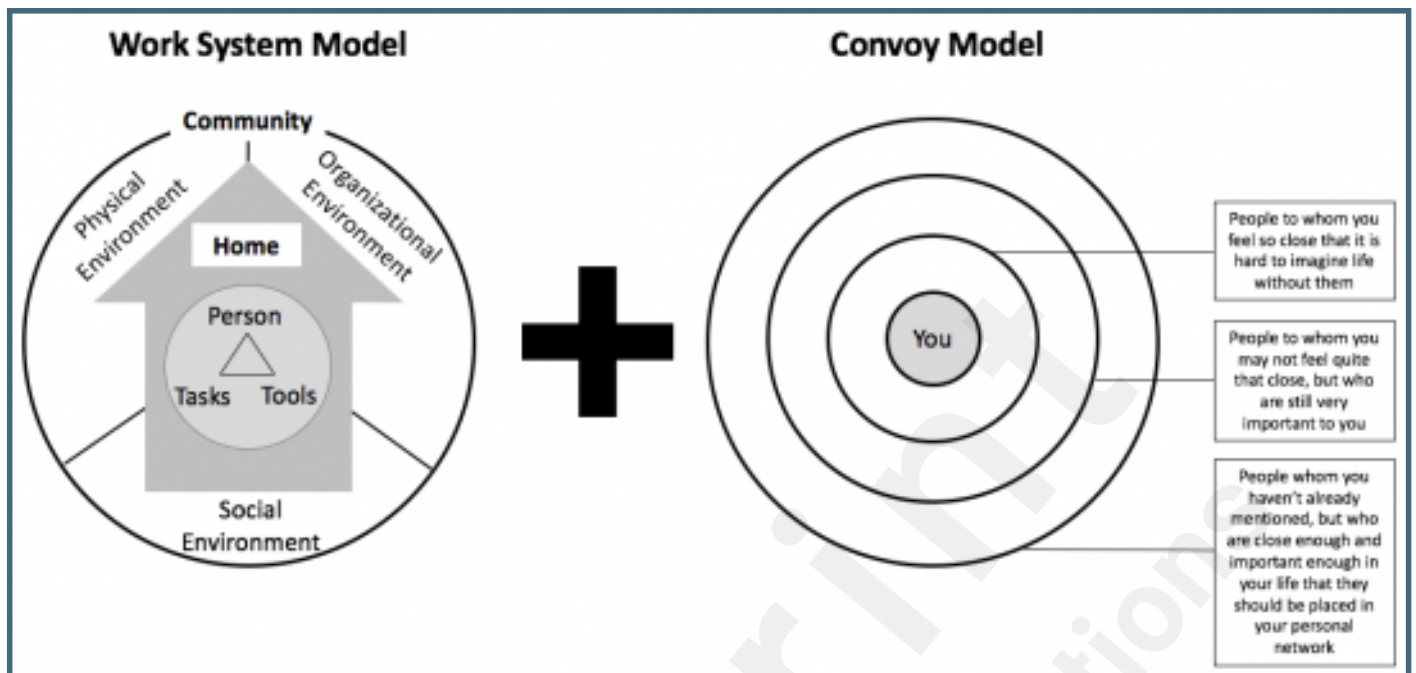 Work System Model
Convoy Model
Community
Physical
Environment
Organizational
Environment
Home
Person
Tasks Tools
Social
Environment
You
People to whom you
feel so close that it is
hard to imagine life
without them
People to whom you
may not feel quite
that close, but who
are still very
important to you
People whom you
haven't already
mentioned, but who
are close enough and
important enough in
your life that they
should be placed in
your personal
network